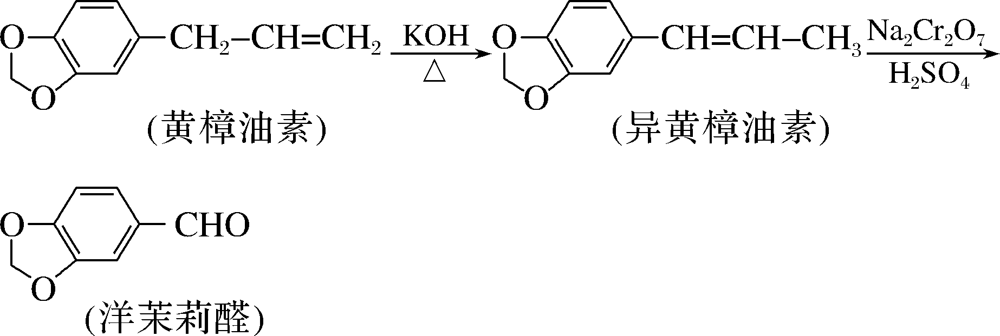 O O CH₂–CH=CH₂ KOH △ O O CH=CH–CH₃ Na₂Cr₂O₇ H₂SO₄
(黄樟油素) (异黄樟油素)
O O CHO
(洋茉莉醛)